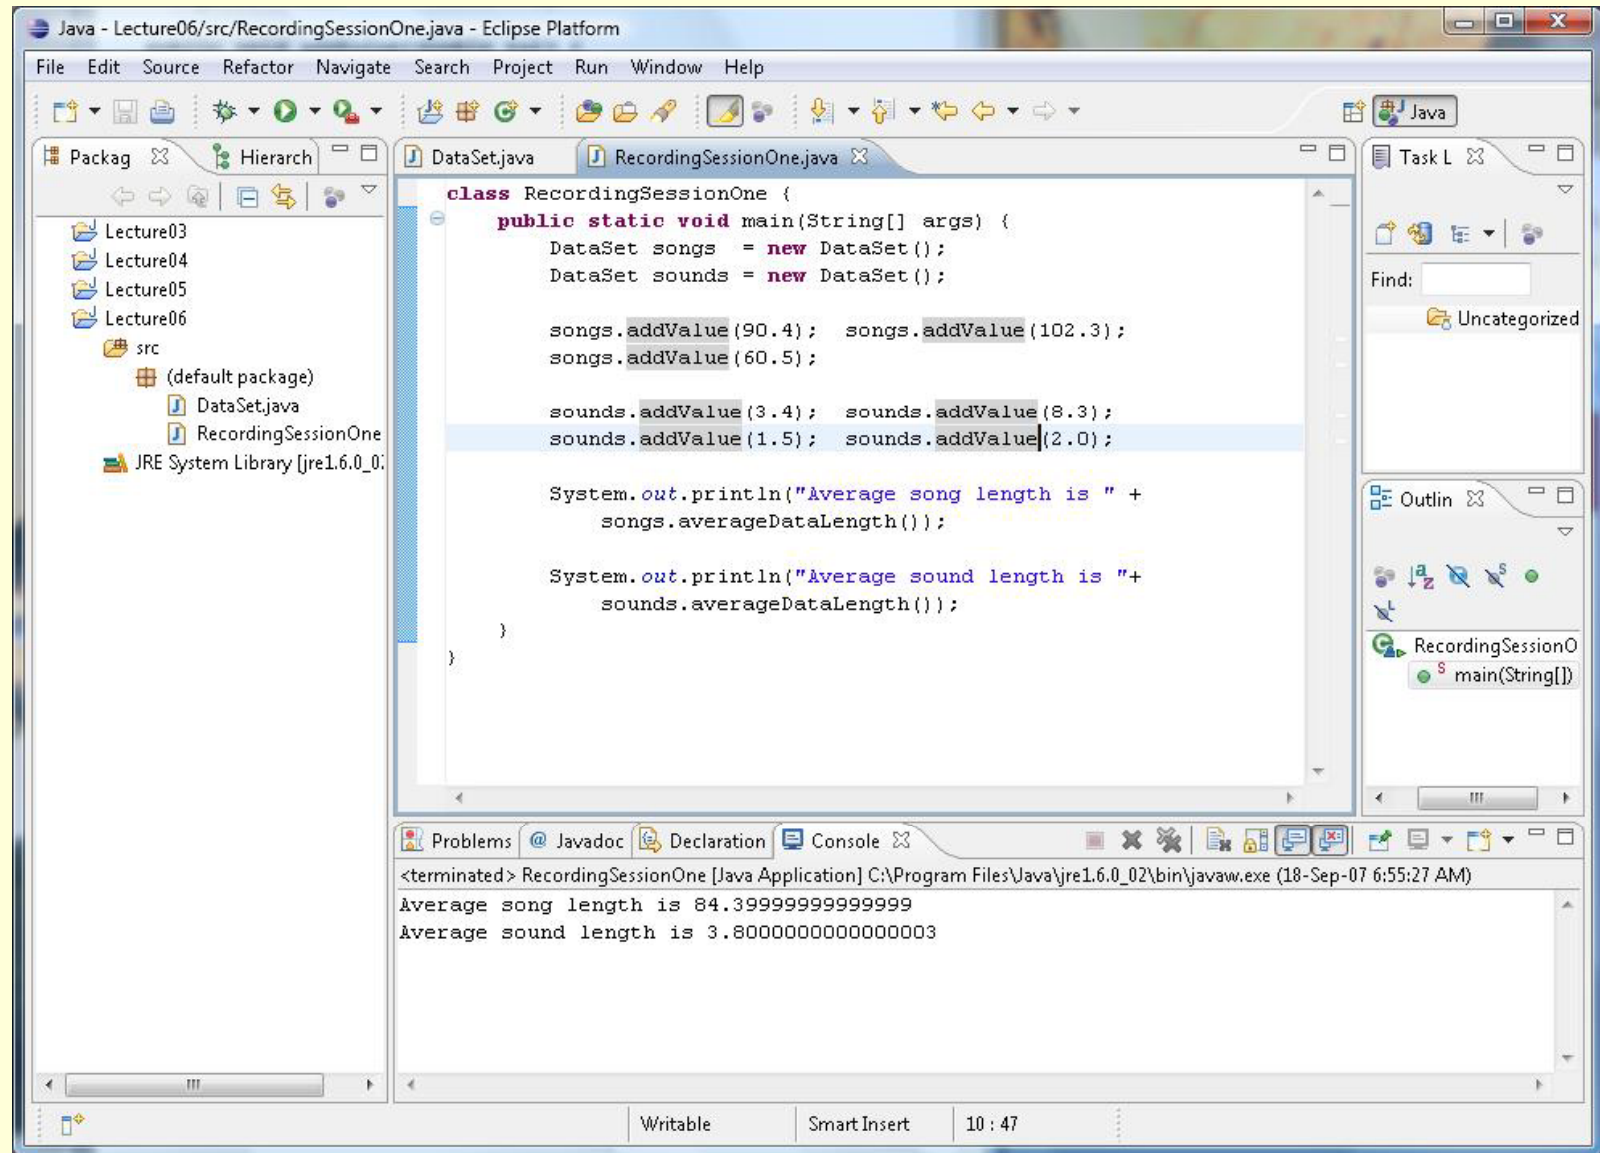 Java - Lecture06/src/RecordingSessionOne.java - Eclipse Platform
File Edit Source Refactor Navigate Search Project Run Window Help
Java
Packag Hierarch
Lecture03
Lecture04
Lecture05
Lecture06
src
(default package)
DataSet.java
RecordingSessionOne
JRE System Library [jre1.6.0_0
DataSet.java RecordingSessionOne.java
class RecordingSessionOne {
public static void main(String[] args) {
DataSet songs = new DataSet();
DataSet sounds = new DataSet();
songs.addValue(90.4); songs.addValue(102.3);
songs.addValue(60.5);
sounds.addValue(3.4); sounds.addValue(8.3);
sounds.addValue(1.5); sounds.addValue(2.0);
System.out.println("Average song length is " +
songs.averageDataLength());
System.out.println("Average sound length is "+
sounds.averageDataLength());
}
}
Task L
Find:
Uncategorized
Outlin
RecordingSessionO
main(String[])
Problems @ Javadoc Declaration Console
<terminated> RecordingSessionOne [Java Application] C:\Program Files\Java\jre1.6.0_02\bin\javaw.exe (18-Sep-07 6:55:27 AM)
Average song length is 84.39999999999999
Average sound length is 3.8000000000000003
Writable Smart Insert 10 : 47